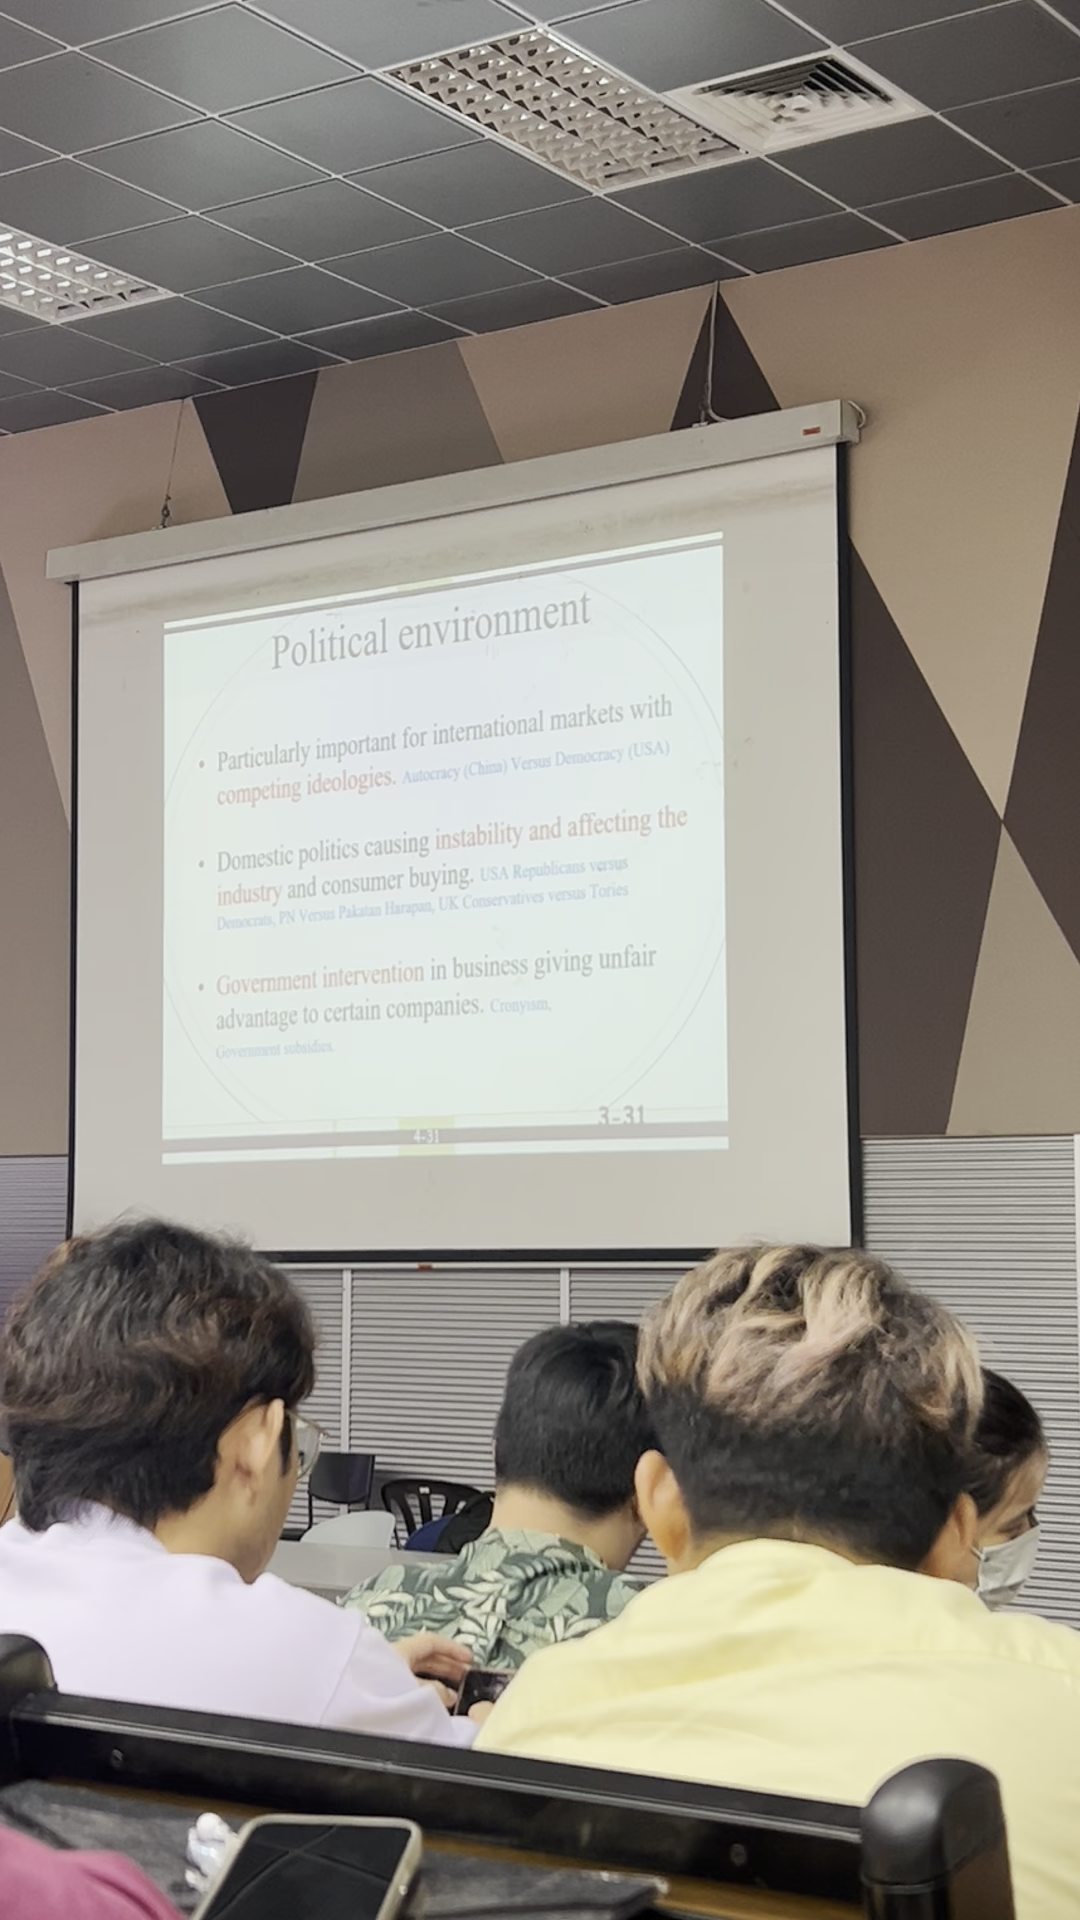 Political environment
• Particularly important for international markets with
competing ideologies. Autocracy (China) Versus Democracy (USA)
• Domestic politics causing instability and affecting the
industry and consumer buying. USA Republicans versus
Democrats, PN Versus Pakatan Harapan, UK Conservatives versus Tories
• Government intervention in business giving unfair
advantage to certain companies. Cronyism,
Government subsidies.
3-31
4-31